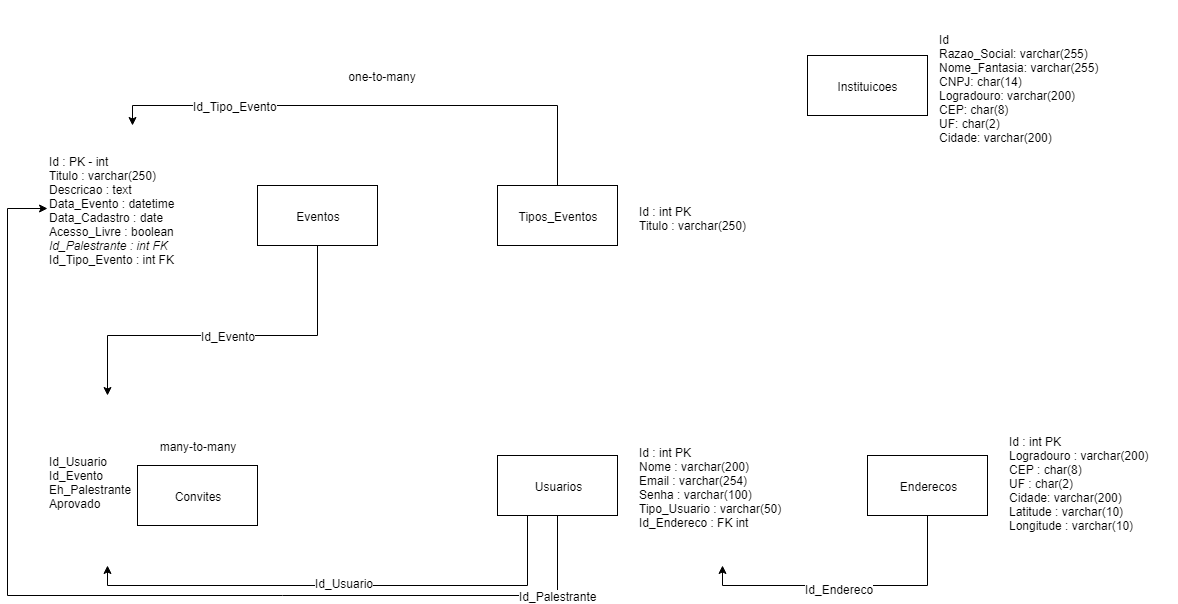 one-to-many
Id_Tipo_Evento
Instituicoes
Id
Razao_Social: varchar(255)
Nome_Fantasia: varchar(255)
CNPJ: char(14)
Logradouro: varchar(200)
CEP: char(8)
UF: char(2)
Cidade: varchar(200)
Id : PK - int
Titulo : varchar(250)
Descricao : text
Data_Evento : datetime
Data_Cadastro : date
Acesso_Livre : boolean
Id_Palestrante : int FK
Id_Tipo_Evento : int FK
Eventos
Tipos_Eventos
Id : int PK
Titulo : varchar(250)
Id_Evento
many-to-many
Id_Usuario
Id_Evento
Eh_Palestrante
Aprovado
Convites
Usuarios
Id : int PK
Nome : varchar(200)
Email : varchar(254)
Senha : varchar(100)
Tipo_Usuario : varchar(50)
Id_Endereco : FK int
Enderecos
Id : int PK
Logradouro : varchar(200)
CEP : char(8)
UF : char(2)
Cidade: varchar(200)
Latitude : varchar(10)
Longitude : varchar(10)
Id_Usuario
Id_Palestrante
Id_Endereco